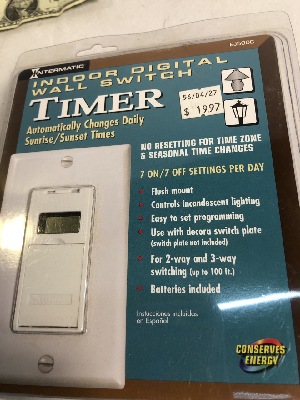 INTERMATIC
INDOOR DIGITAL
WALL SWITCH
TIMER
Automatically Changes Daily
Sunrise/Sunset Times
56/04/27
$ 19.97
NO RESETTING FOR TIME ZONE
& SEASONAL TIME CHANGES
7 ON/7 OFF SETTINGS PER DAY
Flush mount
Controls incandescent lighting
Easy to set programming
Use with decora switch plate
(switch plate not included)
For 2-way and 3-way
switching (up to 100 ft.)
Batteries included
Instrucciones incluidas
en Español
CONSERVES
ENERGY